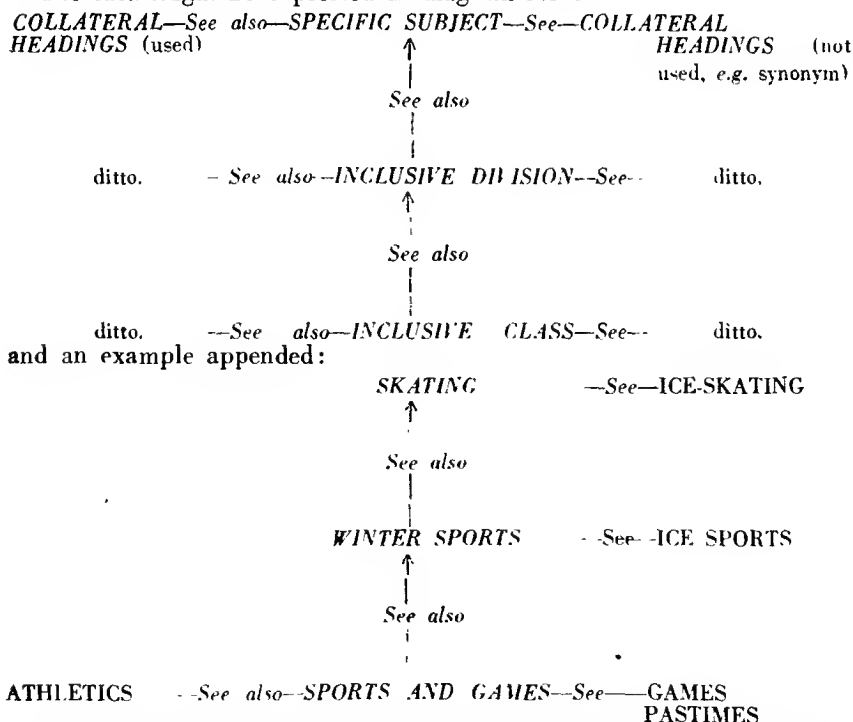 COLLATERAL—See also—SPECIFIC SUBJECT—See—COLLATERAL
HEADINGS (used) HEADINGS (not
used, e.g. synonym)
See also
ditto. – See also--INCLUSIVE DIVISION--See-- ditto.
See also
ditto. --See also—INCLUSIVE CLASS—See-- ditto.
and an example appended:
SKATING —See—ICE-SKATING
See also
WINTER SPORTS --See--ICE SPORTS
See also
ATHLETICS --See also--SPORTS AND GAMES—See——GAMES
PASTIMES